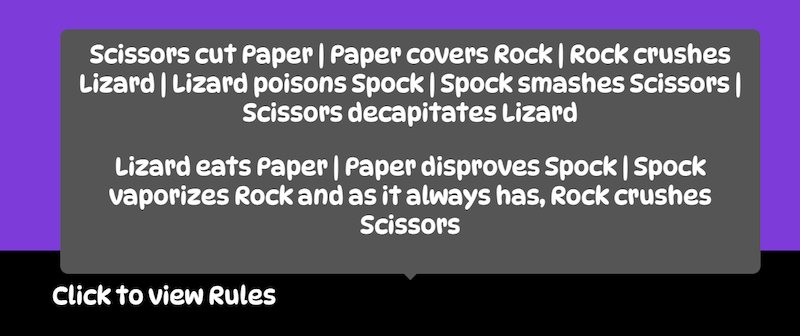 Scissors cut Paper | Paper covers Rock | Rock crushes
Lizard | Lizard poisons Spock | Spock smashes Scissors |
Scissors decapitates Lizard
Lizard eats Paper | Paper disproves Spock | Spock
vaporizes Rock and as it always has, Rock crushes
Scissors
Click to view Rules